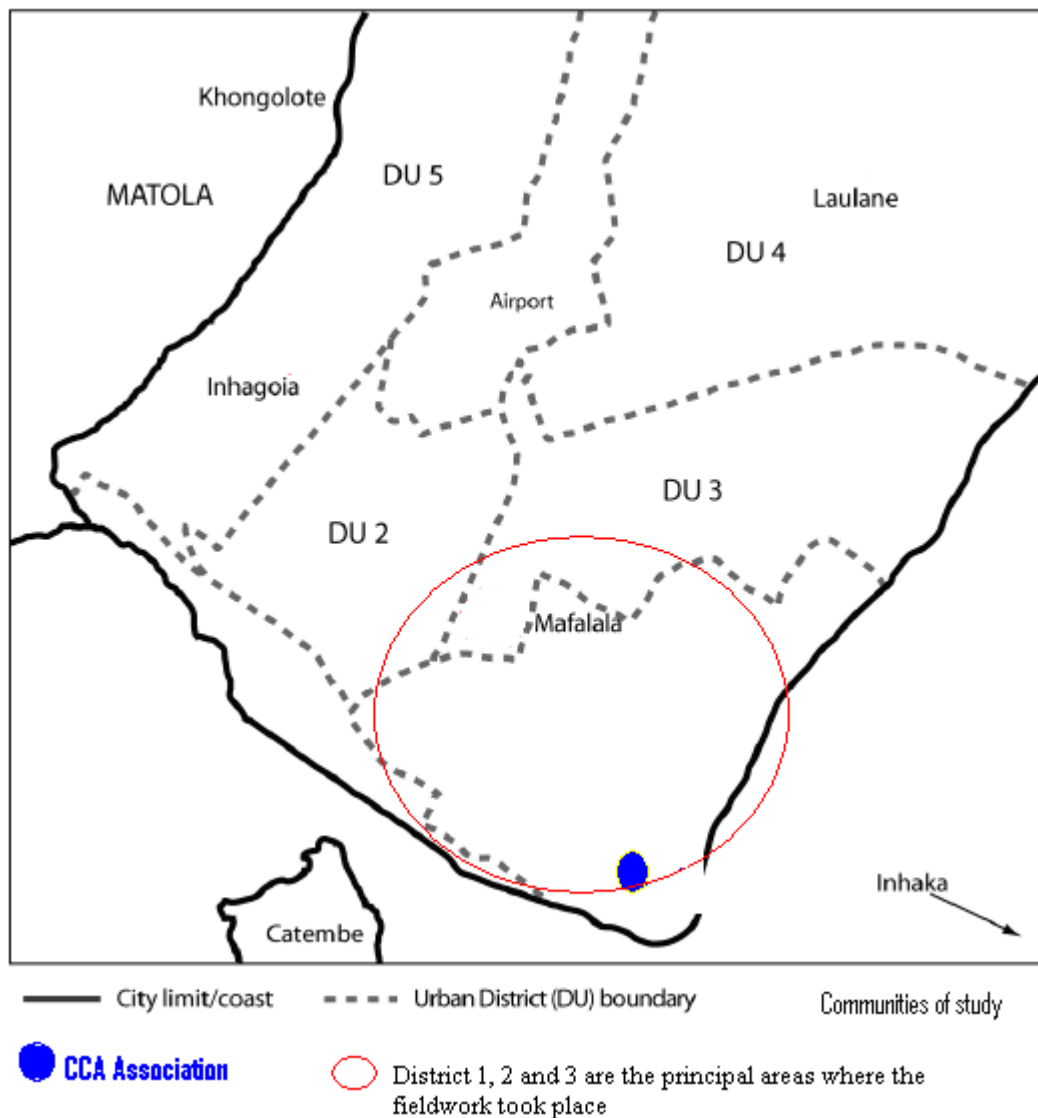 Khongolote
DU 5
MATOLA
Laulane
DU 4
Airport
Inhagoia
DU 3
DU 2
Mafalala
Inhaka
Catembe
City limit/coast
Urban District (DU) boundary
Communities of study
CCA Association
District 1, 2 and 3 are the principal areas where the
fieldwork took place